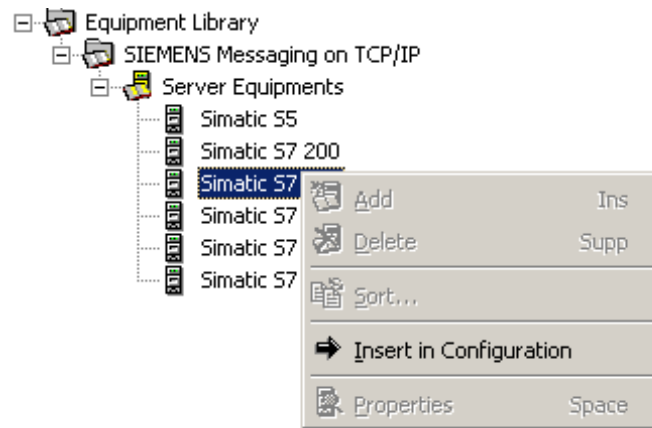 Equipment Library
SIEMENS Messaging on TCP/IP
Server Equipments
Simatic S5
Simatic S7 200
Simatic S7
Simatic S7
Simatic S7
Simatic S7
Add Ins
Delete Supp
Sort...
Insert in Configuration
Properties Space